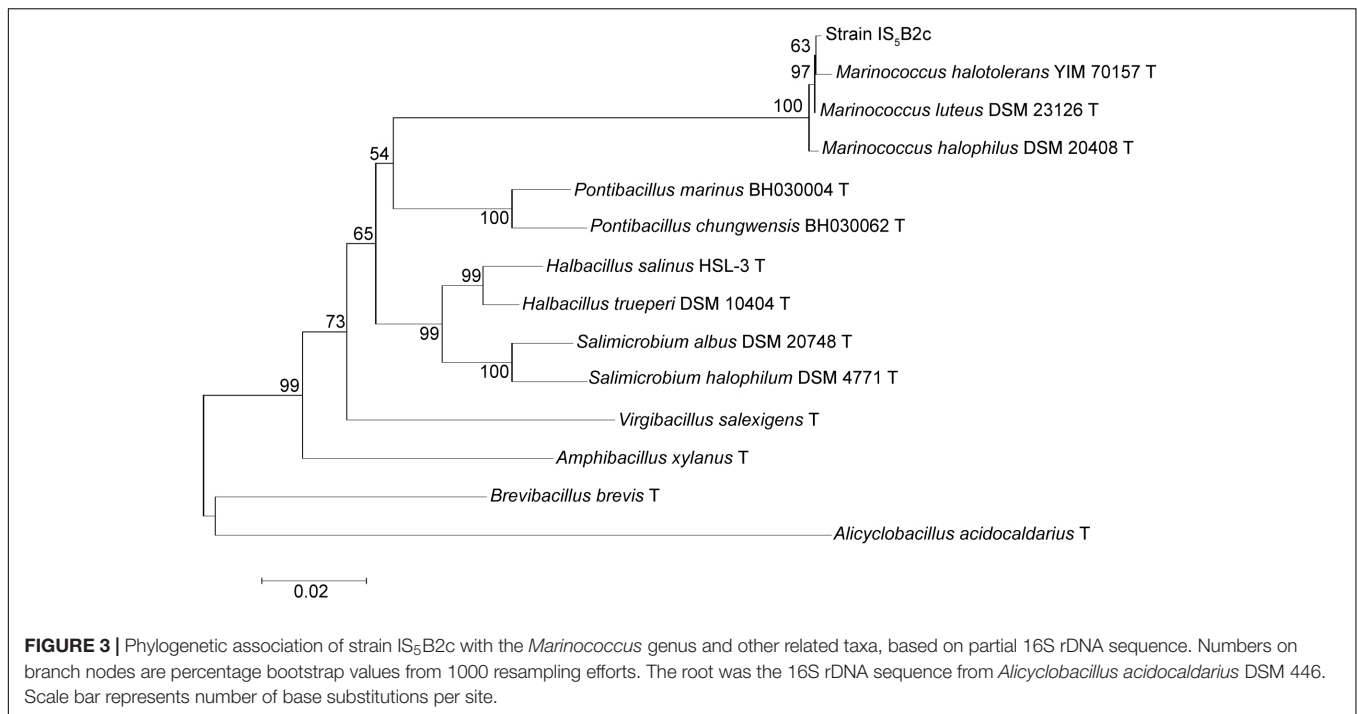 Strain IS5B2c
63
Marinococcus halotolerans YIM 70157 T
97
Marinococcus luteus DSM 23126 T
100
Marinococcus halophilus DSM 20408 T
54
Pontibacillus marinus BH030004 T
100
Pontibacillus chungwensis BH030062 T
65
Halbacillus salinus HSL-3 T
99
Halbacillus trueperi DSM 10404 T
99
73
Salimicrobium albus DSM 20748 T
100
Salimicrobium halophilum DSM 4771 T
99
Virgibacillus salexigens T
Amphibacillus xylanus T
Brevibacillus brevis T
Alicyclobacillus acidocaldarius T
0.02
FIGURE 3 | Phylogenetic association of strain IS5B2c with the Marinococcus genus and other related taxa, based on partial 16S rDNA sequence. Numbers on
branch nodes are percentage bootstrap values from 1000 resampling efforts. The root was the 16S rDNA sequence from Alicyclobacillus acidocaldarius DSM 446.
Scale bar represents number of base substitutions per site.